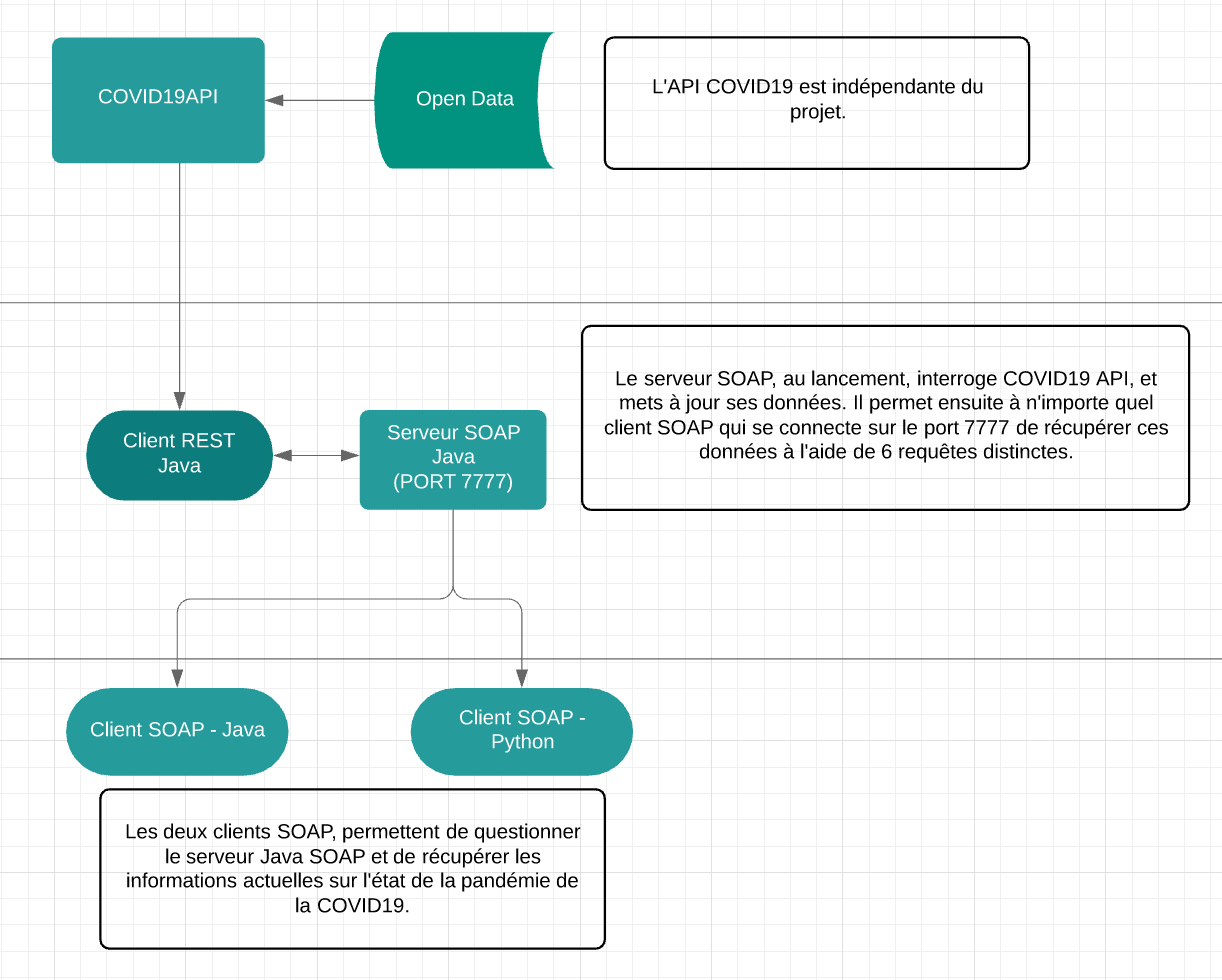 COVID19API
Open Data
L'API COVID19 est indépendante du
projet.
Client REST
Java
Serveur SOAP
Java
(PORT 7777)
Le serveur SOAP, au lancement, interroge COVID19 API, et
mets à jour ses données. Il permet ensuite à n'importe quel
client SOAP qui se connecte sur le port 7777 de récupérer ces
données à l'aide de 6 requêtes distinctes.
Client SOAP - Java
Client SOAP -
Python
Les deux clients SOAP, permettent de questionner
le serveur Java SOAP et de récupérer les
informations actuelles sur l'état de la pandémie de
la COVID19.